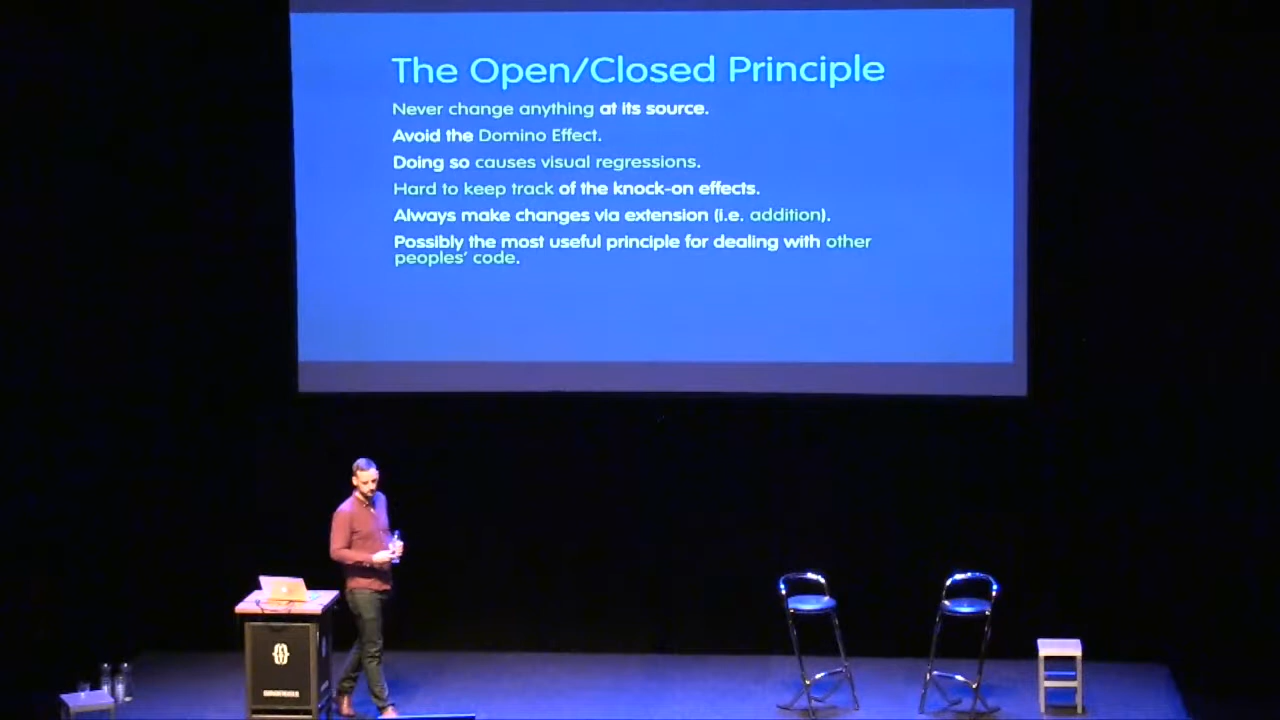 The Open/Closed Principle
Never change anything at its source.
Avoid the Domino Effect.
Doing so causes visual regressions.
Hard to keep track of the knock-on effects.
Always make changes via extension (i.e. addition).
Possibly the most useful principle for dealing with other
peoples’ code.